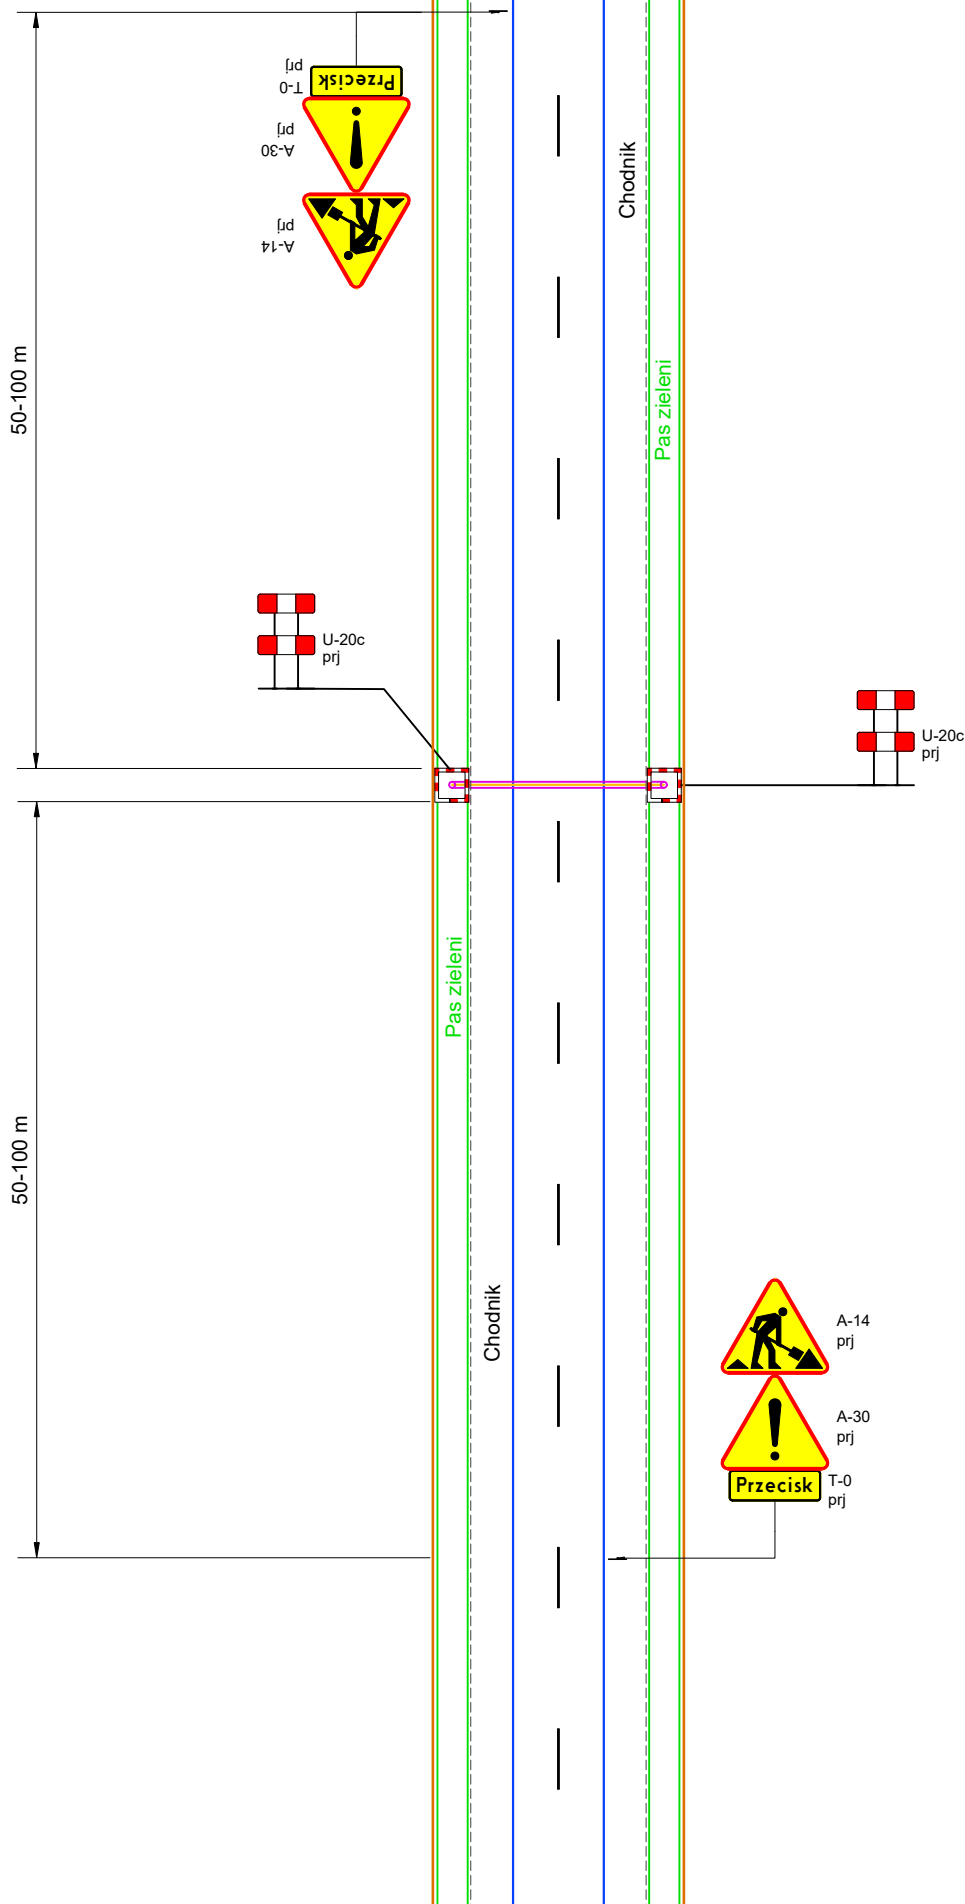 Przecisk
T-0
prj
A-30
prj
A-14
prj
Chodnik
50-100 m
Pas zieleni
U-20c
prj
U-20c
prj
Pas zieleni
50-100 m
Chodnik
A-14
prj
A-30
prj
Przecisk
T-0
prj